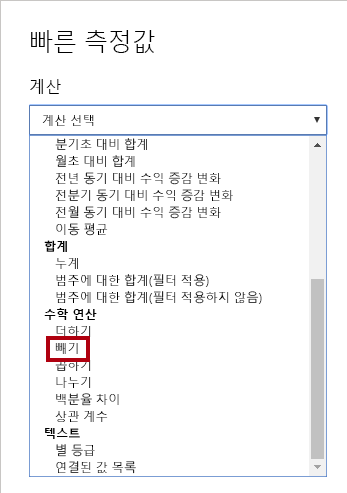 빠른 측정값
계산
계산 선택
분기초 대비 합계
월초 대비 합계
전년 동기 대비 수익 증감 변화
전분기 동기 대비 수익 증감 변화
전월 동기 대비 수익 증감 변화
이동 평균
합계
누계
범주에 대한 합계(필터 적용)
범주에 대한 합계(필터 적용하지 않음)
수학 연산
더하기
빼기
곱하기
나누기
백분율 차이
상관 계수
텍스트
별 등급
연결된 값 목록